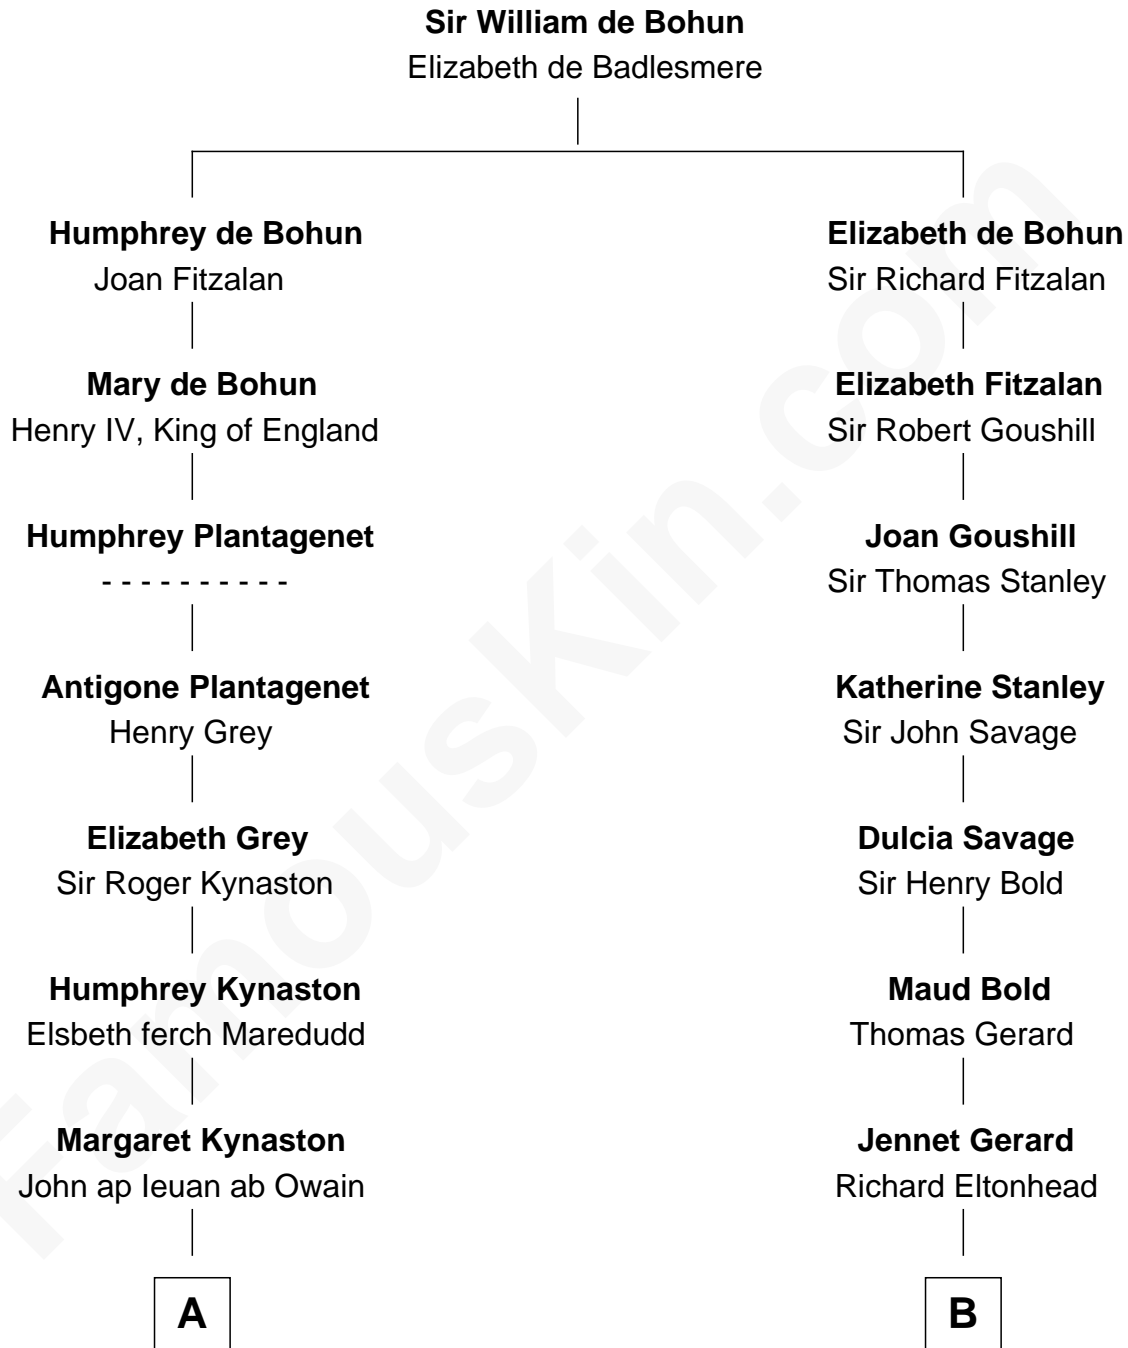 Sir William de Bohun
Elizabeth de Badlesmere
Humphrey de Bohun
Joan Fitzalan
Elizabeth de Bohun
Sir Richard Fitzalan
Mary de Bohun
Henry IV, King of England
Elizabeth Fitzalan
Sir Robert Goushill
Humphrey Plantagenet
- - - - - - - - - -
Joan Goushill
Sir Thomas Stanley
Antigone Plantagenet
Henry Grey
Katherine Stanley
Sir John Savage
Elizabeth Grey
Sir Roger Kynaston
Dulcia Savage
Sir Henry Bold
Humphrey Kynaston
Elsbeth ferch Maredudd
Maud Bold
Thomas Gerard
Margaret Kynaston
John ap Ieuan ab Owain
Jennet Gerard
Richard Eltonhead
A
B
FamousKin.com